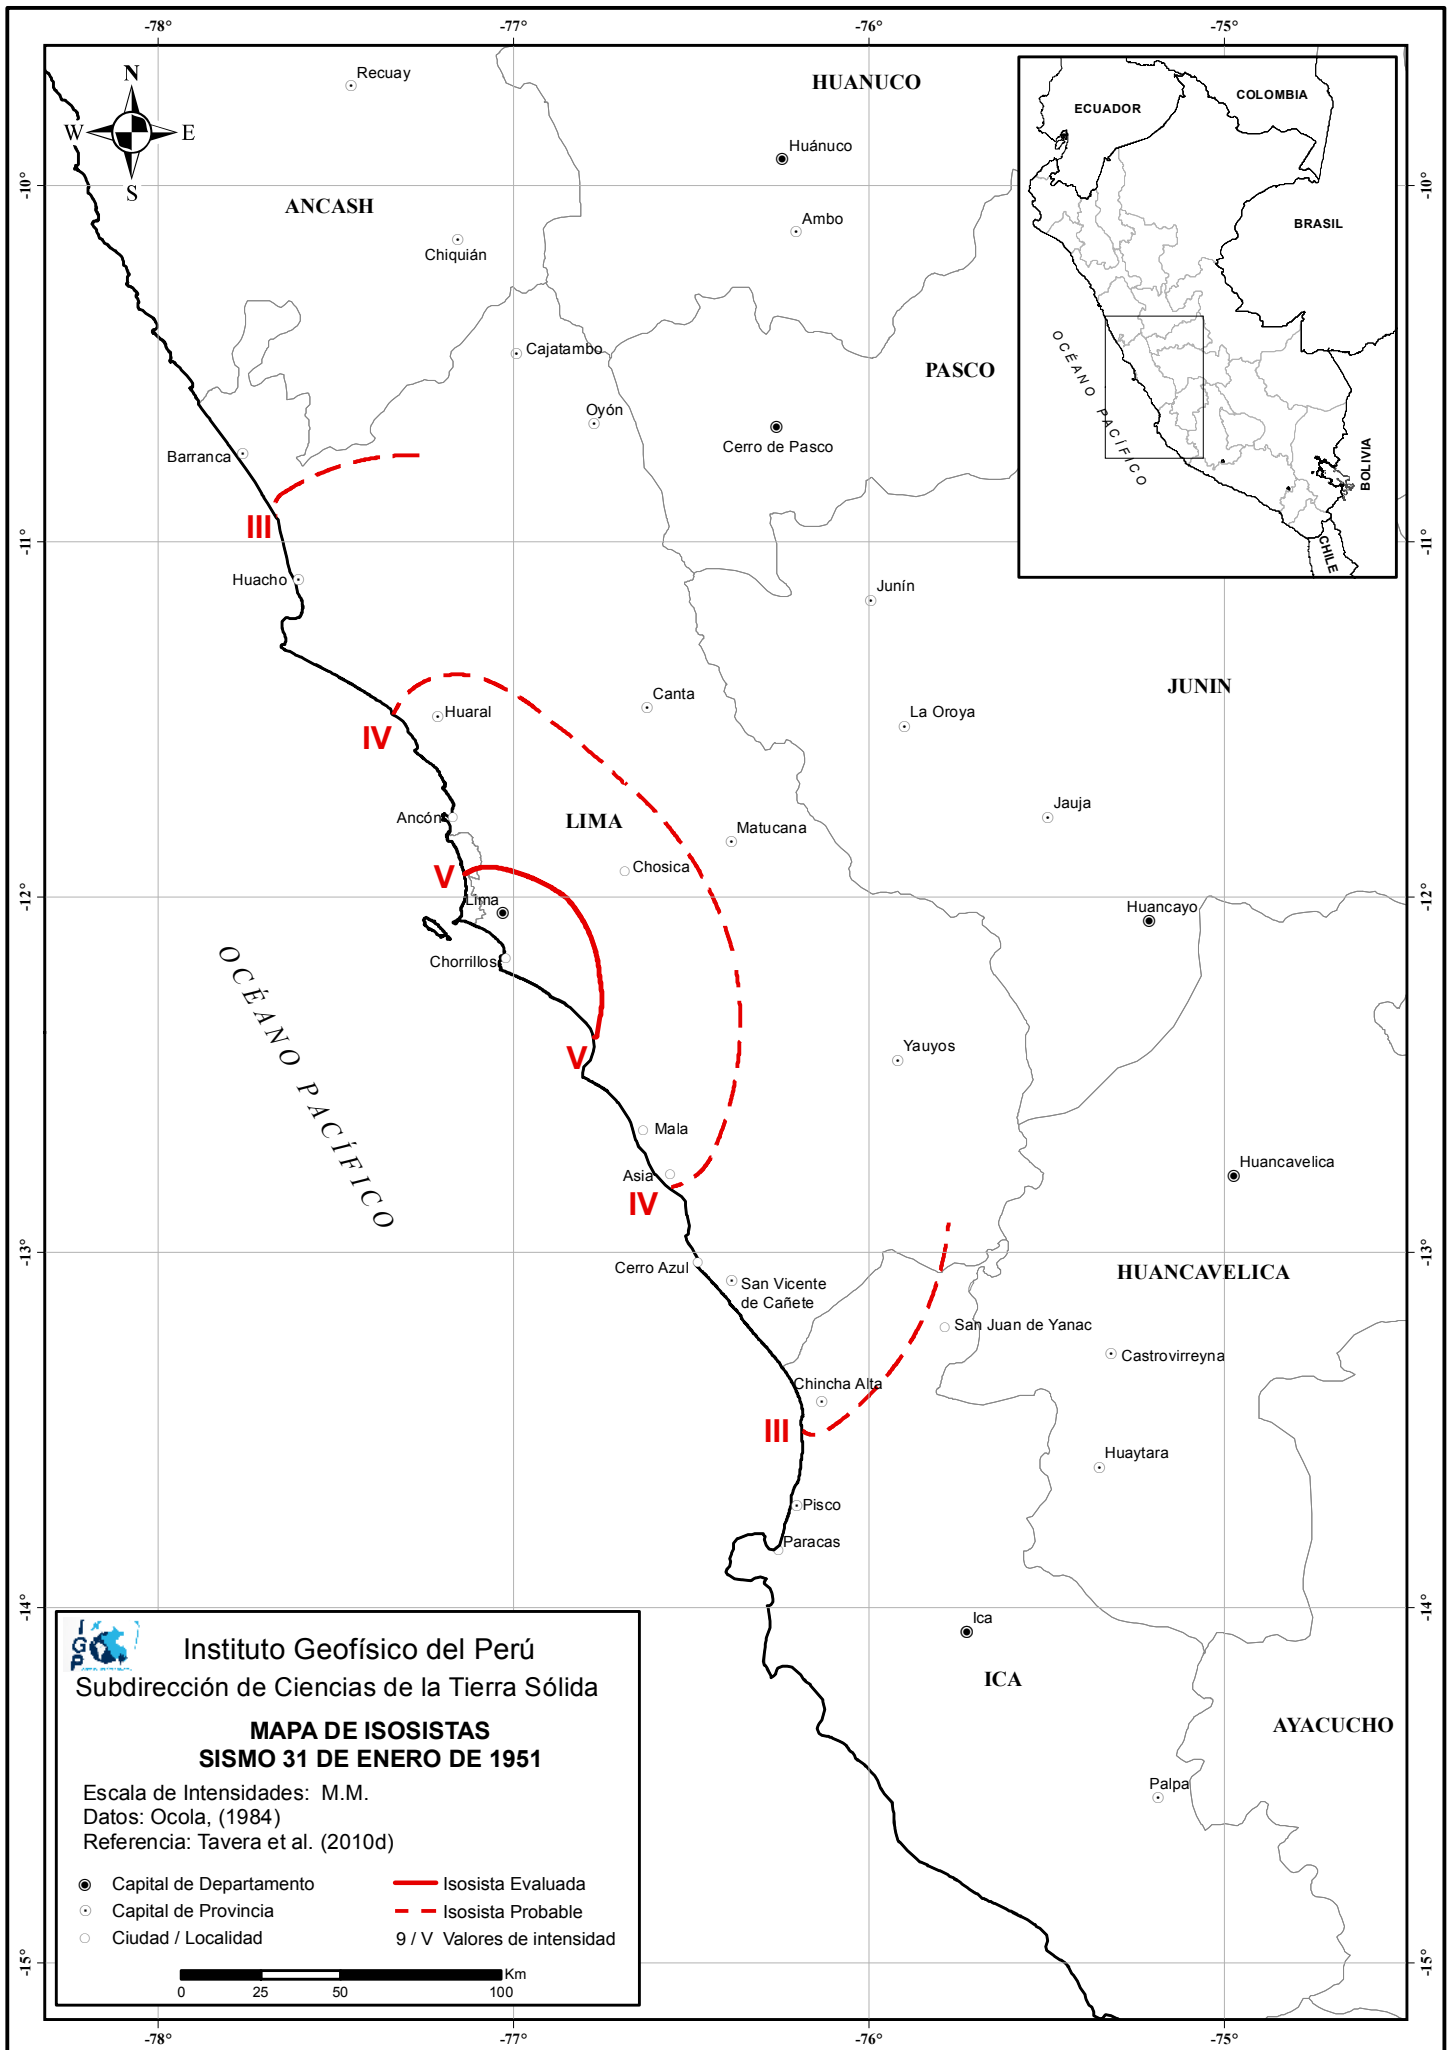 -78°
-77°
-76°
-75°
Recuay
HUANUCO
N
W
E
S
Huánuco
-10°
-10°
ANCASH
Ambo
Chiquián
Cajatambo
PASCO
Oyón
Cerro de Pasco
Barranca
III
-11°
-11°
Huacho
Junín
JUNIN
Canta
Huaral
La Oroya
IV
Jauja
Ancón
LIMA
Matucana
Chosica
V
-12°
-12°
Lima
Huancayo
Chorrillos
OCÉANO PACÍFICO
Yauyos
V
Mala
Huancavelica
Asia
IV
-13°
-13°
Cerro Azul
HUANCAVELICA
San Vicente
de Cañete
San Juan de Yanac
Castrovirreyna
Chincha Alta
III
Huaytara
Pisco
Paracas
-14°
-14°
Ica
ICA
AYACUCHO
Palpa
-15°
-15°
-78°
-77°
-76°
-75°
ECUADOR
COLOMBIA
BRASIL
OCÉANO PACÍFICO
BOLIVIA
CHILE
IGP
Instituto Geofísico del Perú
Subdirección de Ciencias de la Tierra Sólida
MAPA DE ISOSISTAS
SISMO 31 DE ENERO DE 1951
Escala de Intensidades: M.M.
Datos: Ocola, (1984)
Referencia: Tavera et al. (2010d)
Capital de Departamento
Isosista Evaluada
Capital de Provincia
Isosista Probable
Ciudad / Localidad
9 / V Valores de intensidad
Km
0 25 50 100